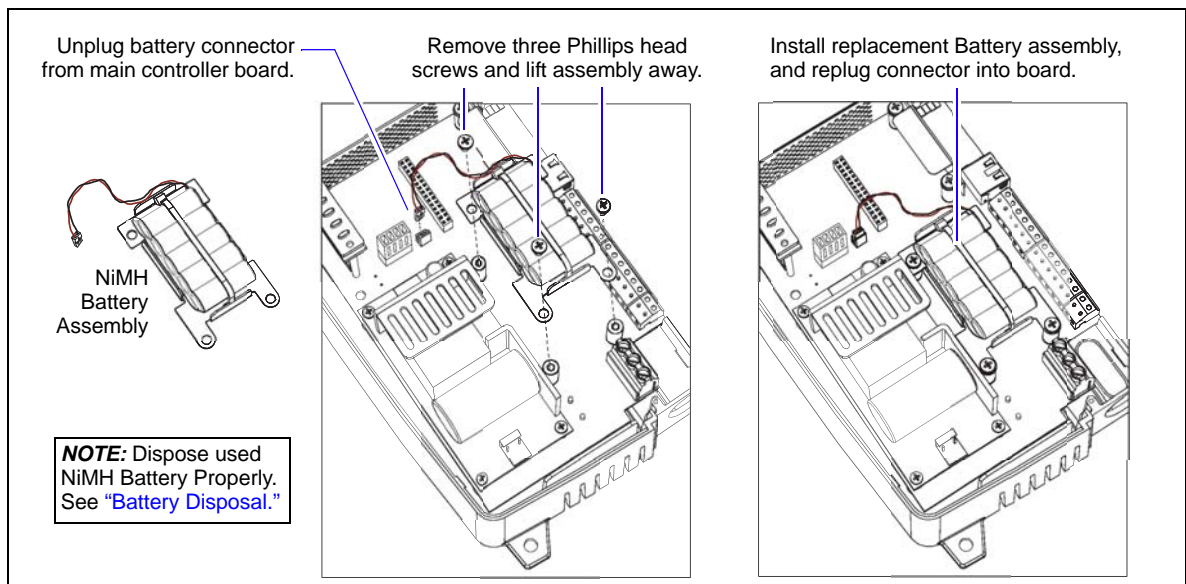 Unplug battery connector
from main controller board.
Remove three Phillips head
screws and lift assembly away.
Install replacement Battery assembly,
and replug connector into board.
NiMH
Battery
Assembly
NOTE: Dispose used
NiMH Battery Properly.
See “Battery Disposal.”